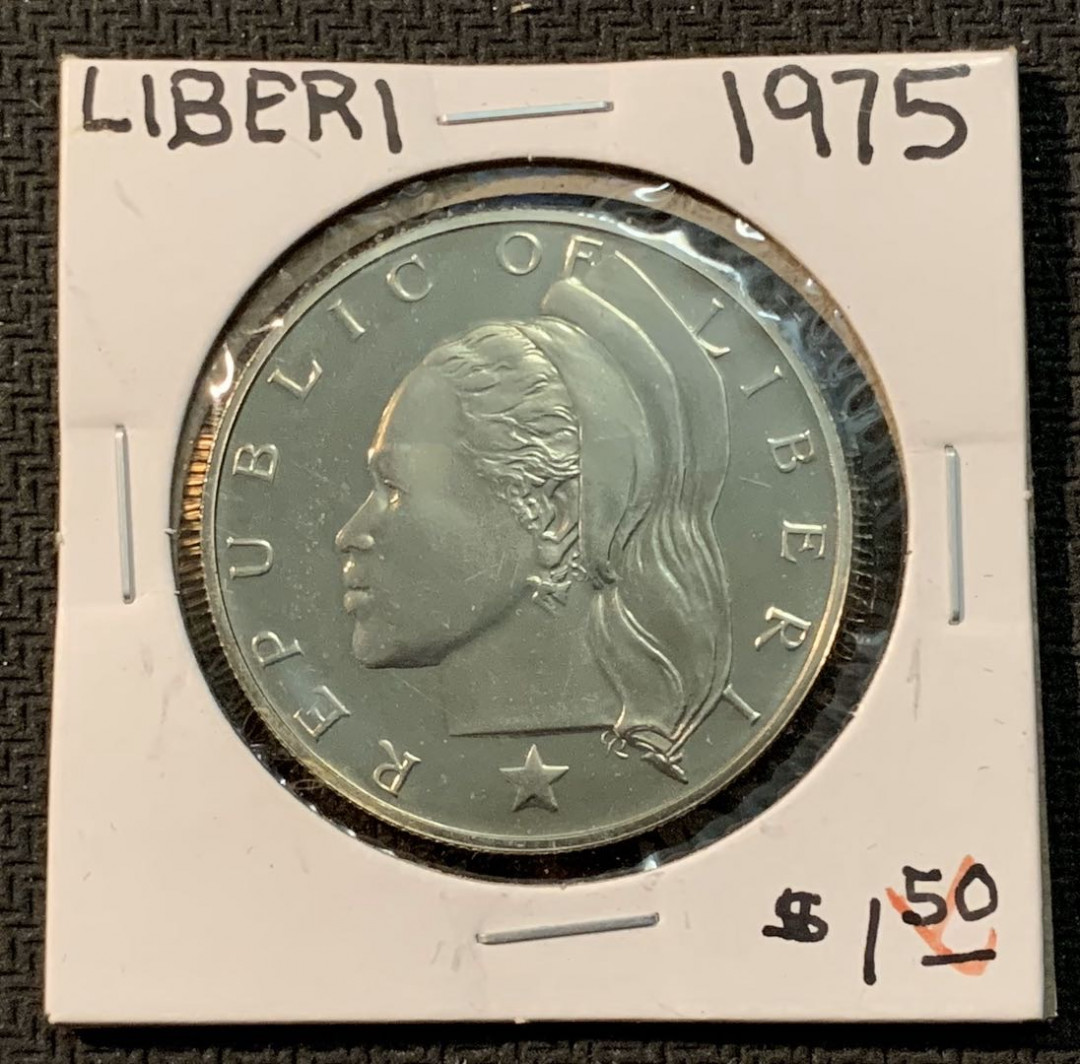 LIBERI 1975
REPUBLIC OF LIBERI
$ 1 50